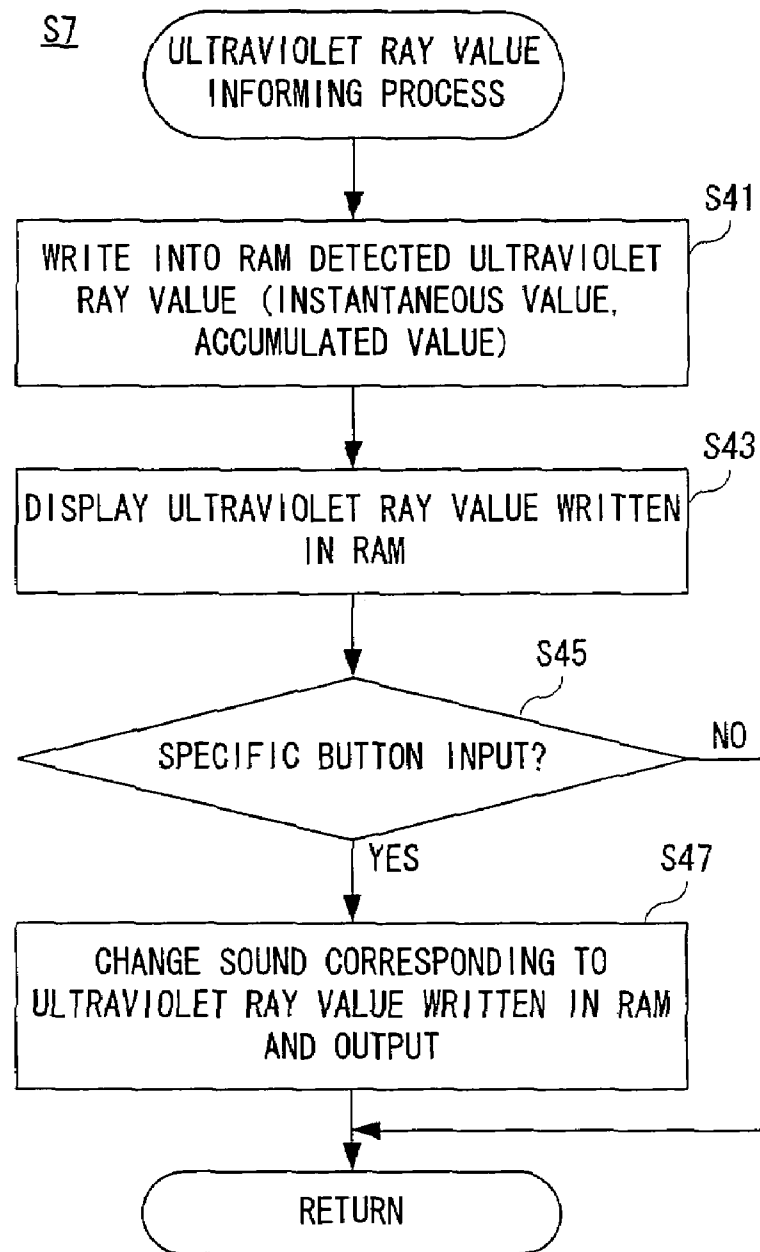 S7
ULTRAVIOLET RAY VALUE
INFORMING PROCESS
S41
WRITE INTO RAM DETECTED ULTRAVIOLET
RAY VALUE (INSTANTANEOUS VALUE,
ACCUMULATED VALUE)
S43
DISPLAY ULTRAVIOLET RAY VALUE WRITTEN
IN RAM
S45
SPECIFIC BUTTON INPUT?
NO
YES
S47
CHANGE SOUND CORRESPONDING TO
ULTRAVIOLET RAY VALUE WRITTEN IN RAM
AND OUTPUT
RETURN